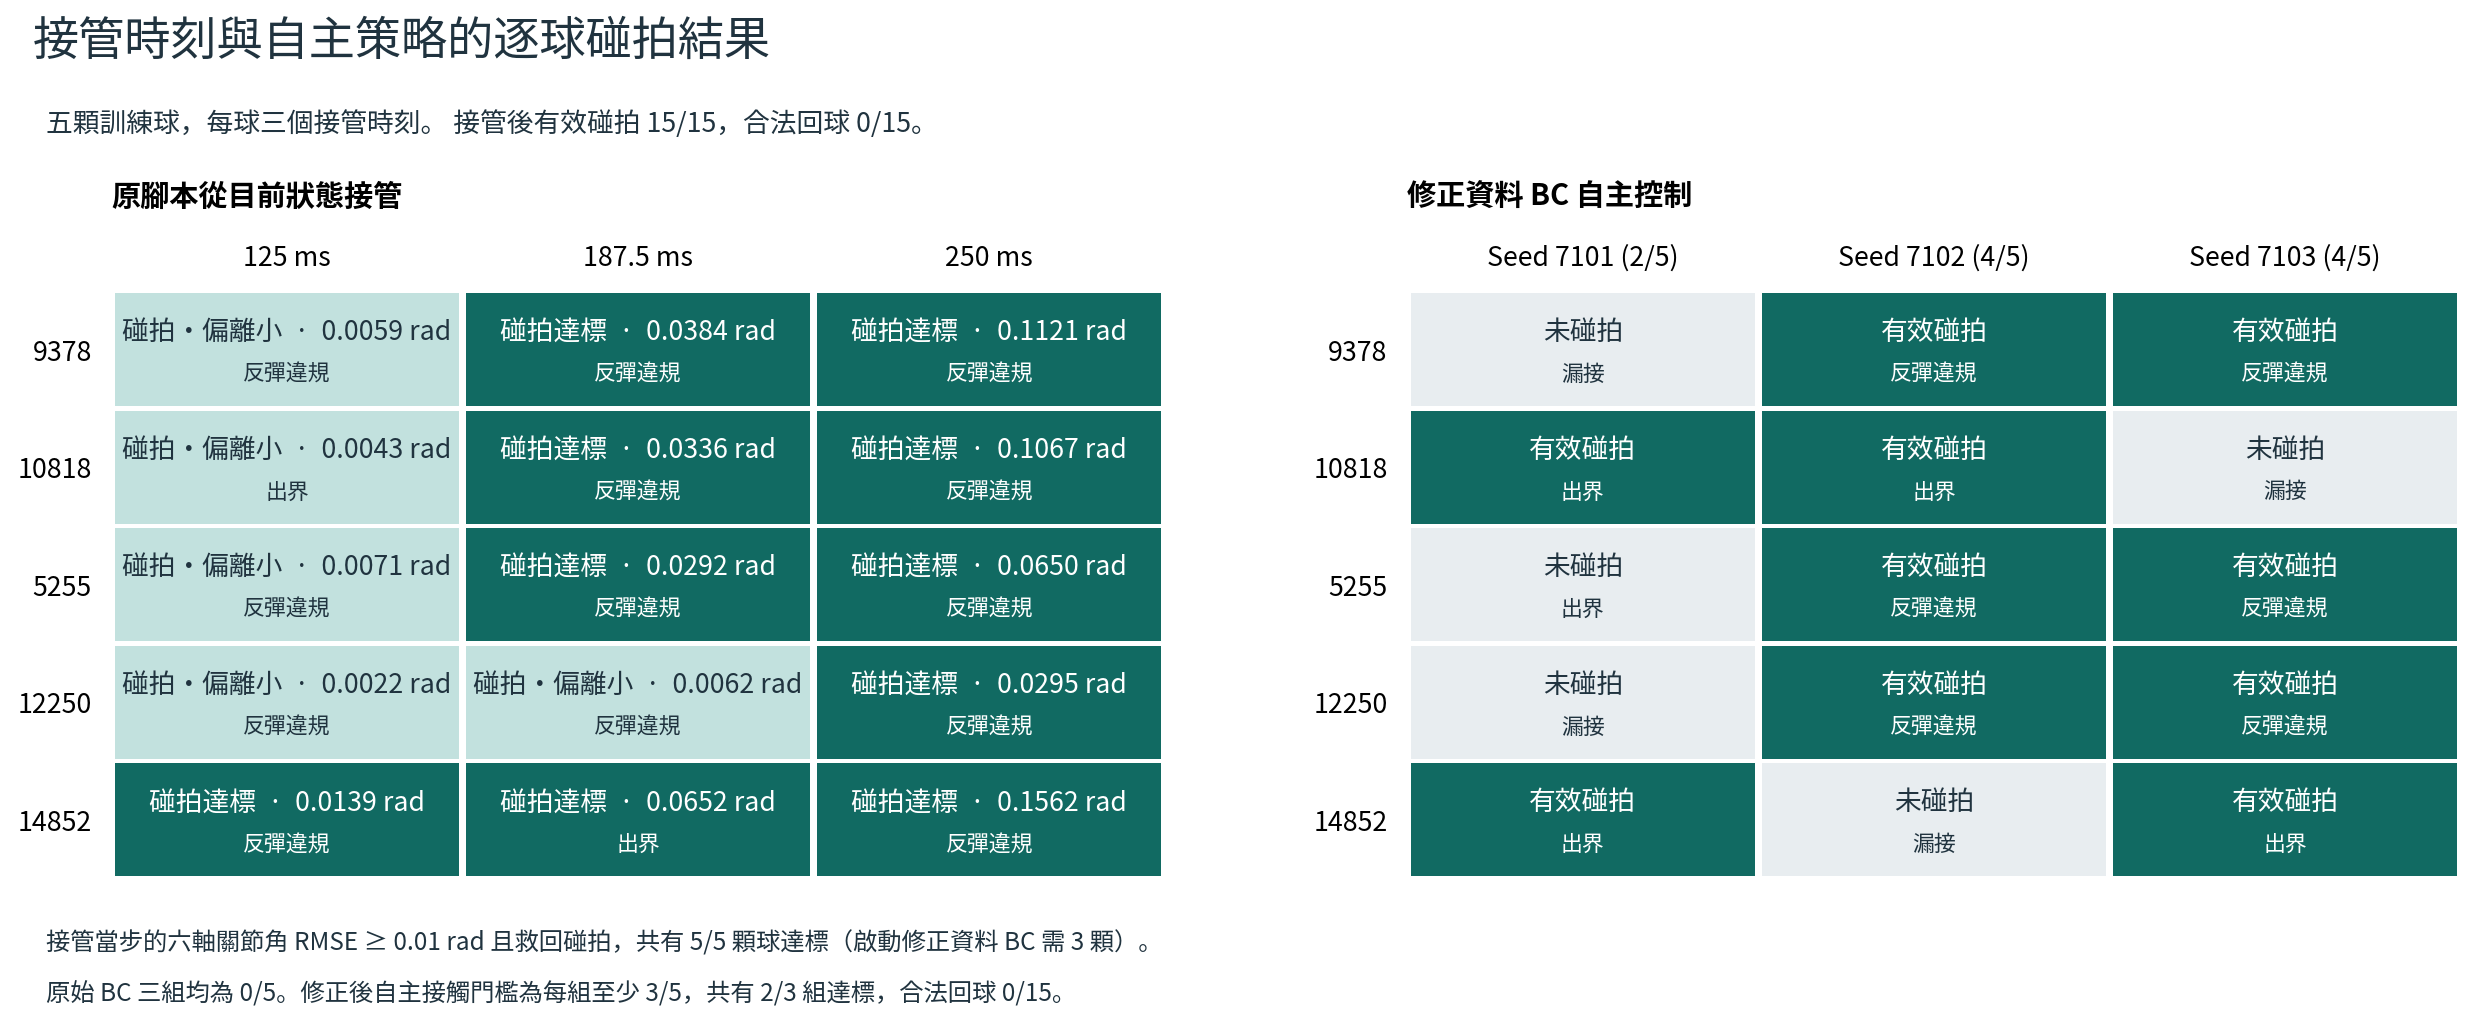 接管時刻與自主策略的逐球碰拍結果
五顆訓練球，每球三個接管時刻。 接管後有效碰拍 15/15，合法回球 0/15。
原腳本從目前狀態接管
125 ms 187.5 ms 250 ms
9378 碰拍・偏離小 · 0.0059 rad 碰拍達標 · 0.0384 rad 碰拍達標 · 0.1121 rad
反彈違規 反彈違規 反彈違規
10818 碰拍・偏離小 · 0.0043 rad 碰拍達標 · 0.0336 rad 碰拍達標 · 0.1067 rad
出界 反彈違規 反彈違規
5255 碰拍・偏離小 · 0.0071 rad 碰拍達標 · 0.0292 rad 碰拍達標 · 0.0650 rad
反彈違規 反彈違規 反彈違規
12250 碰拍・偏離小 · 0.0022 rad 碰拍・偏離小 · 0.0062 rad 碰拍達標 · 0.0295 rad
反彈違規 反彈違規 反彈違規
14852 碰拍達標 · 0.0139 rad 碰拍達標 · 0.0652 rad 碰拍達標 · 0.1562 rad
反彈違規 出界 反彈違規
修正資料 BC 自主控制
Seed 7101 (2/5) Seed 7102 (4/5) Seed 7103 (4/5)
9378 未碰拍 有效碰拍 有效碰拍
漏接 反彈違規 反彈違規
10818 有效碰拍 有效碰拍 未碰拍
出界 出界 漏接
5255 未碰拍 有效碰拍 有效碰拍
出界 反彈違規 反彈違規
12250 未碰拍 有效碰拍 有效碰拍
漏接 反彈違規 反彈違規
14852 有效碰拍 未碰拍 有效碰拍
出界 漏接 出界
接管當步的六軸關節角 RMSE ≥ 0.01 rad 且救回碰拍，共有 5/5 顆球達標（啟動修正資料 BC 需 3 顆）。
原始 BC 三組均為 0/5。修正後自主接觸門檻為每組至少 3/5，共有 2/3 組達標，合法回球 0/15。